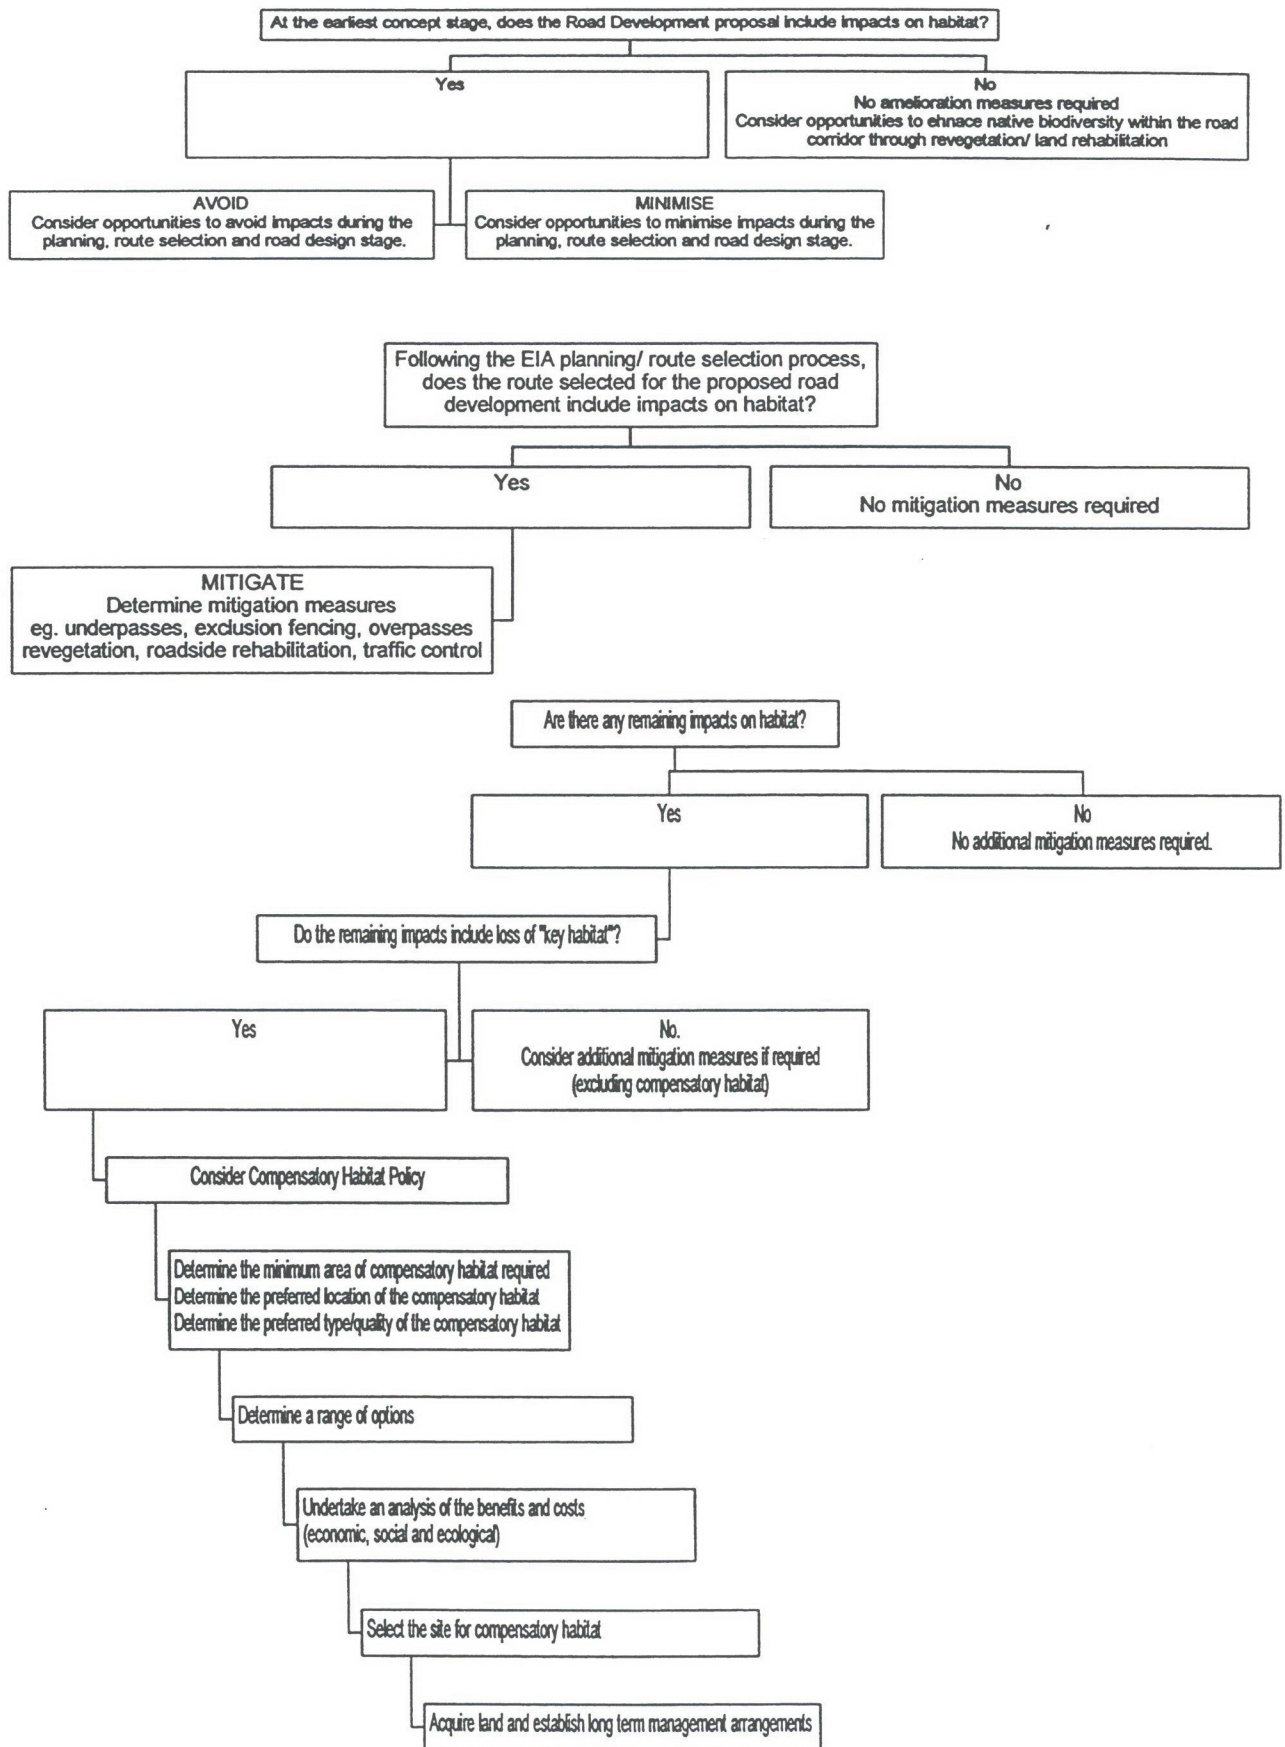 At the earliest concept stage, does the Road Development proposal include impacts on habitat?
Yes
No
No amelioration measures required
Consider opportunities to ehnace native biodiversity within the road
corridor through revegetation/ land rehabilitation
AVOID
Consider opportunities to avoid impacts during the
planning, route selection and road design stage.
MINIMISE
Consider opportunities to minimise impacts during the
planning, route selection and road design stage.
Following the EIA planning/ route selection process,
does the route selected for the proposed road
development include impacts on habitat?
Yes
No
No mitigation measures required
MITIGATE
Determine mitigation measures
eg. underpasses, exclusion fencing, overpasses
revegetation, roadside rehabilitation, traffic control
Are there any remaining impacts on habitat?
Yes
No
No additional mitigation measures required.
Do the remaining impacts include loss of "key habitat"?
Yes
No.
Consider additional mitigation measures if required
(excluding compensatory habitat)
Consider Compensatory Habitat Policy
Determine the minimum area of compensatory habitat required
Determine the preferred location of the compensatory habitat
Determine the preferred type/quality of the compensatory habitat
Determine a range of options
Undertake an analysis of the benefits and costs
(economic, social and ecological)
Select the site for compensatory habitat
Acquire land and establish long term management arrangements